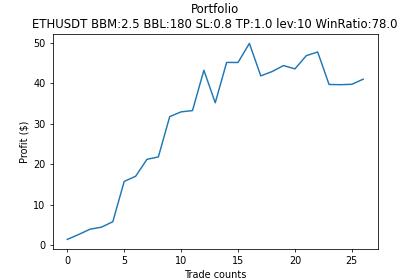 Portfolio
ETHUSDT BBM:2.5 BBL:180 SL:0.8 TP:1.0 lev:10 WinRatio:78.0
50
40
30
20
10
0
Profit ($)
0 5 10 15 20 25
Trade counts